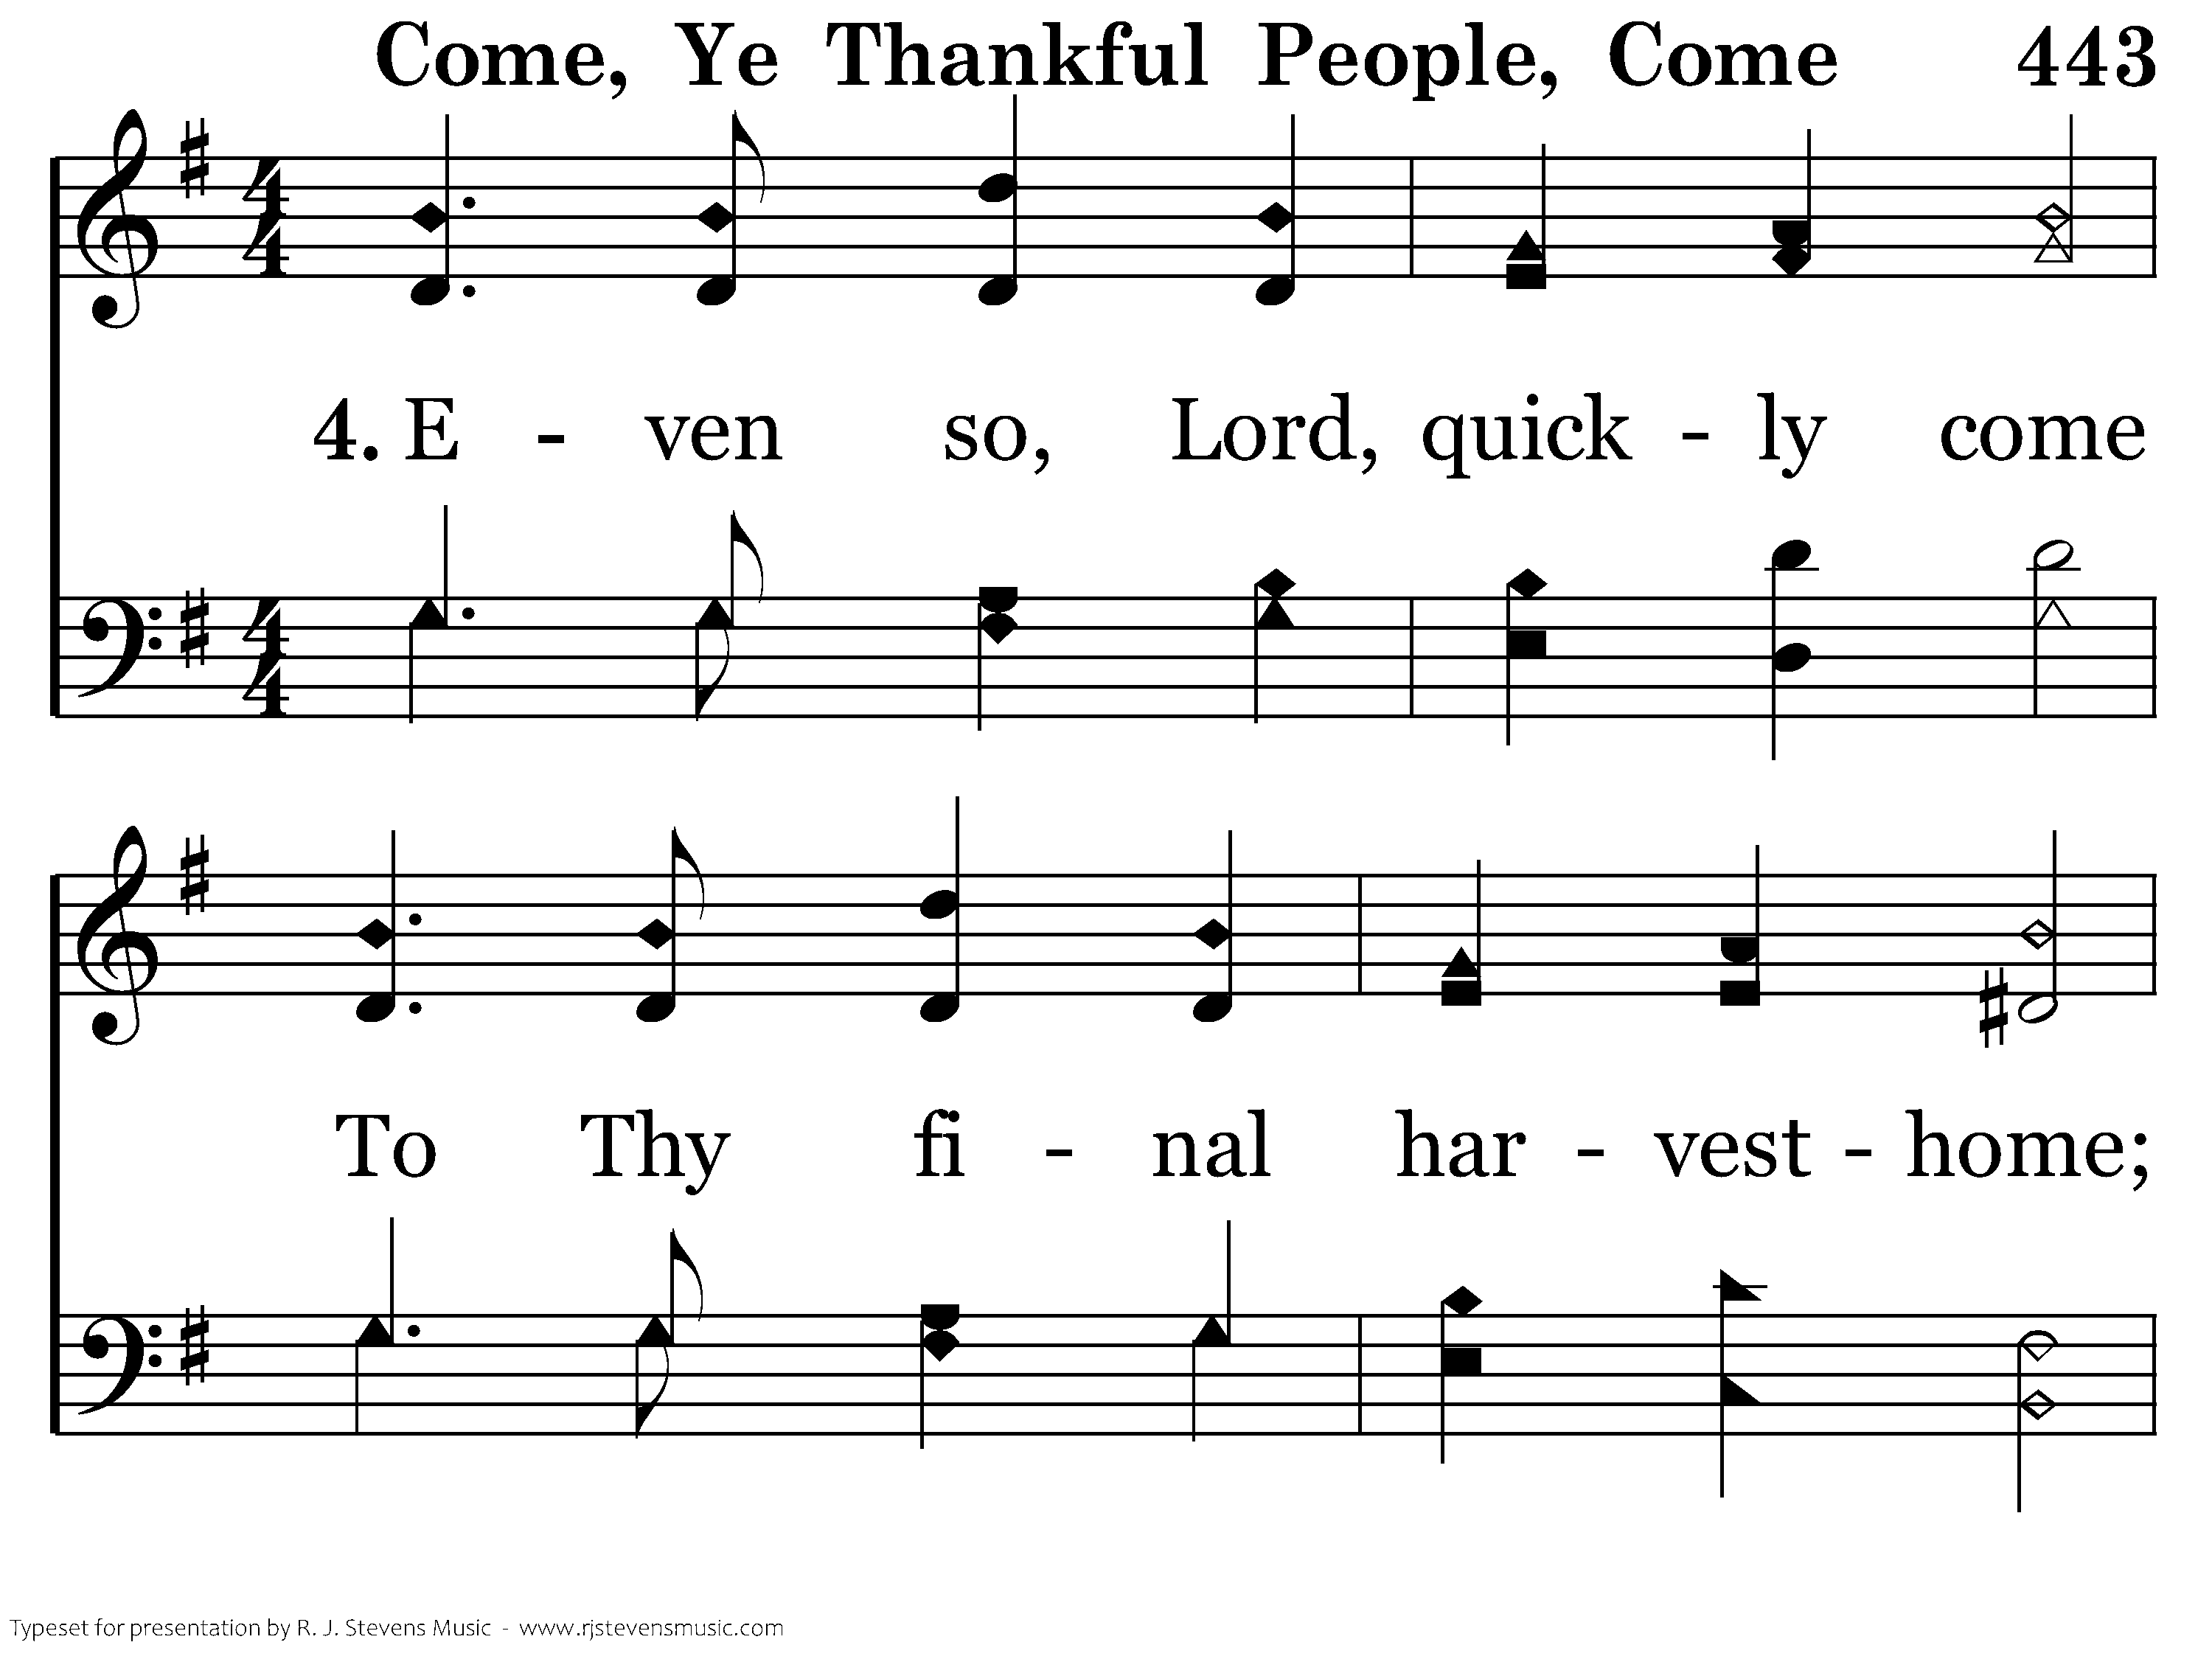 Come, Ye Thankful People, Come 443
4. E - ven so, Lord, quick - ly come
To Thy fi - nal har - vest - home;
Typeset for presentation by R. J. Stevens Music - www.rjstevensmusic.com